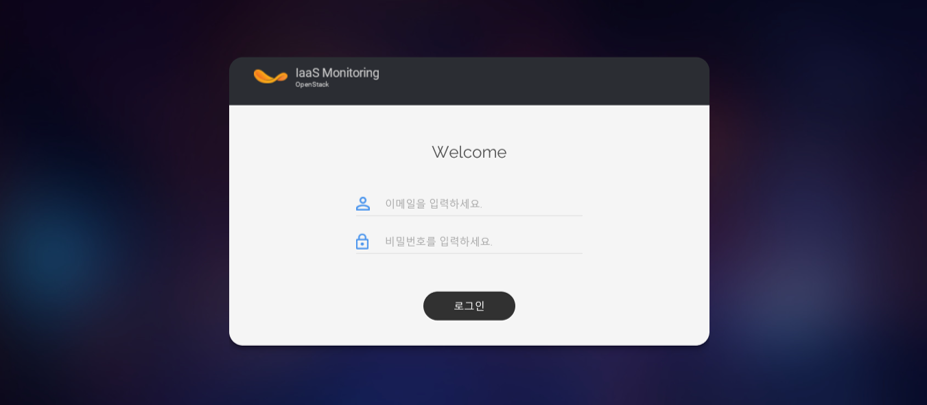 IaaS Monitoring
OpenStack
Welcome
이메일을 입력하세요.
비밀번호를 입력하세요.
로그인